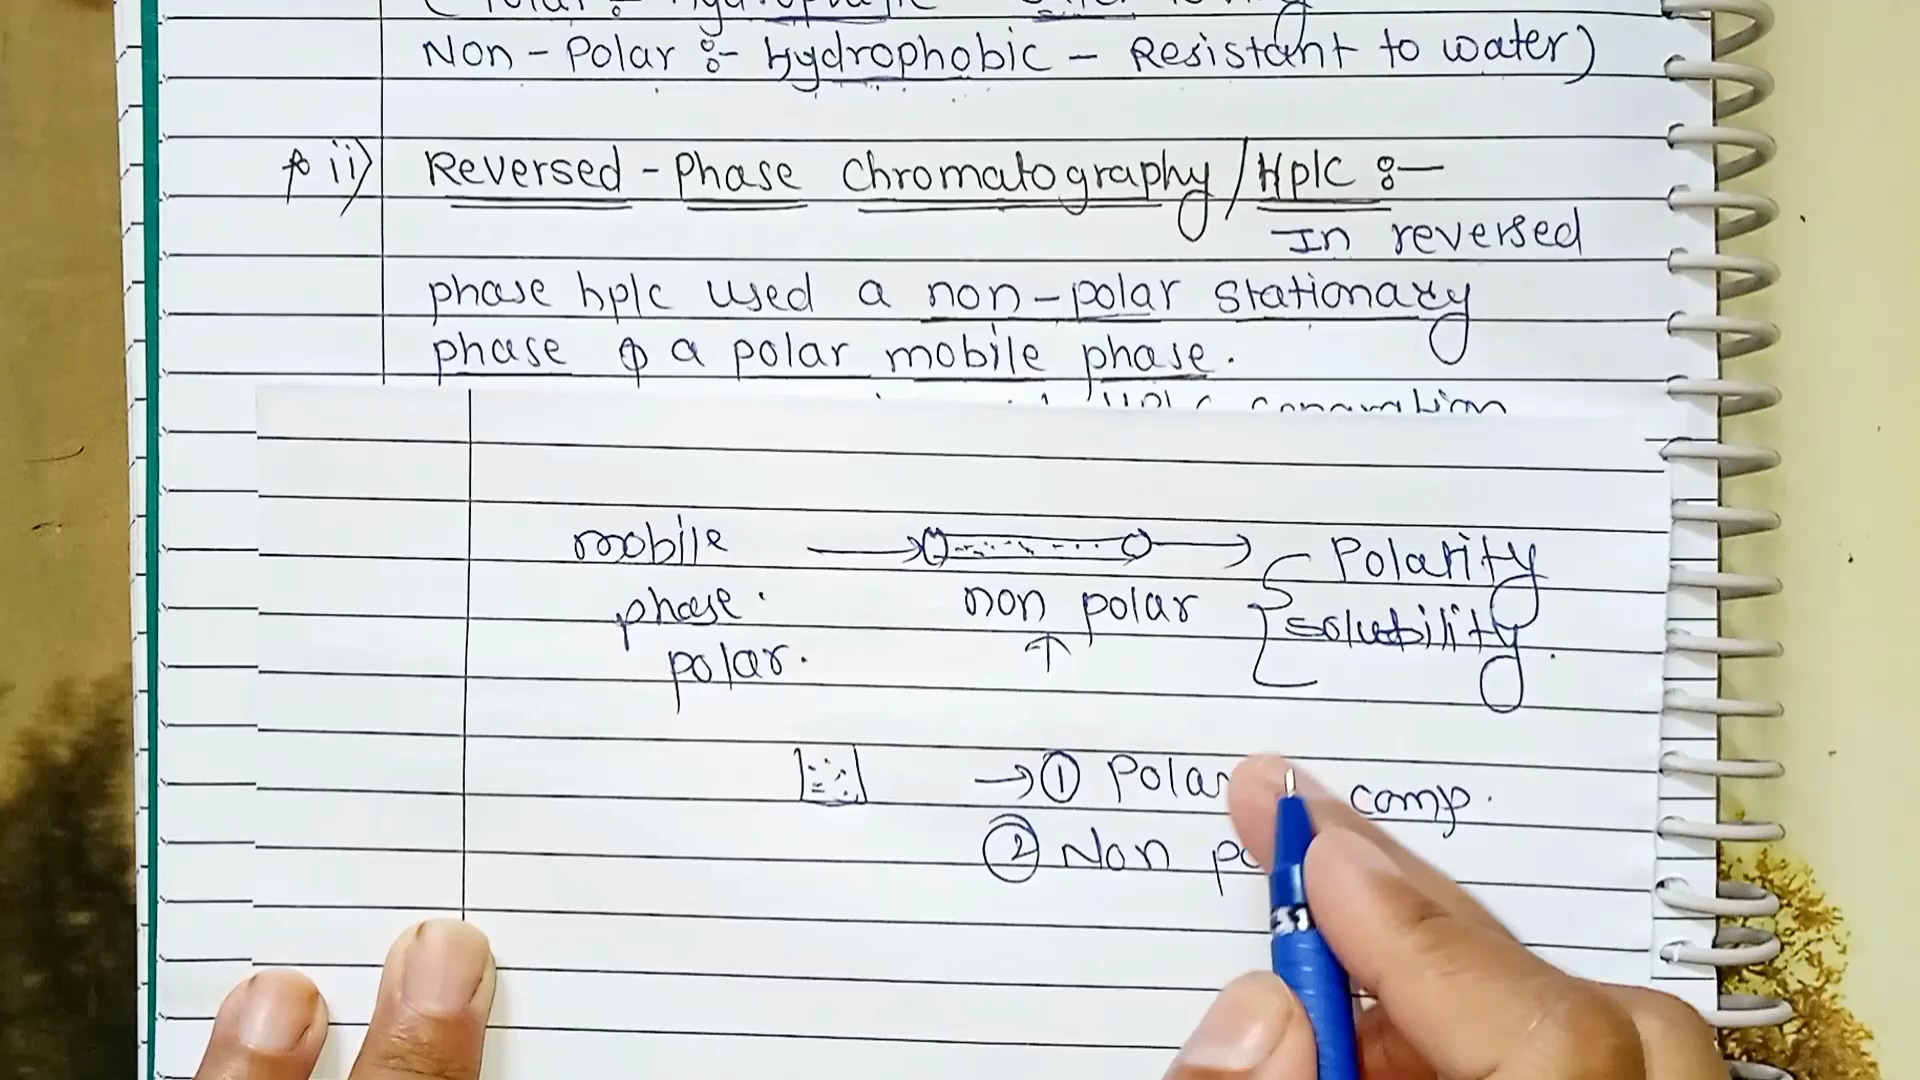 Non-Polar :- Hydrophobic - Resistant to water)
ii) Reversed-Phase Chromatography/Hplc :-
In reversed
phase hplc used a non-polar stationary
phase & a polar mobile phase.
mobile
phase.
polar.
non polar
Polarity
solubility.
→① Polar comp.
② Non